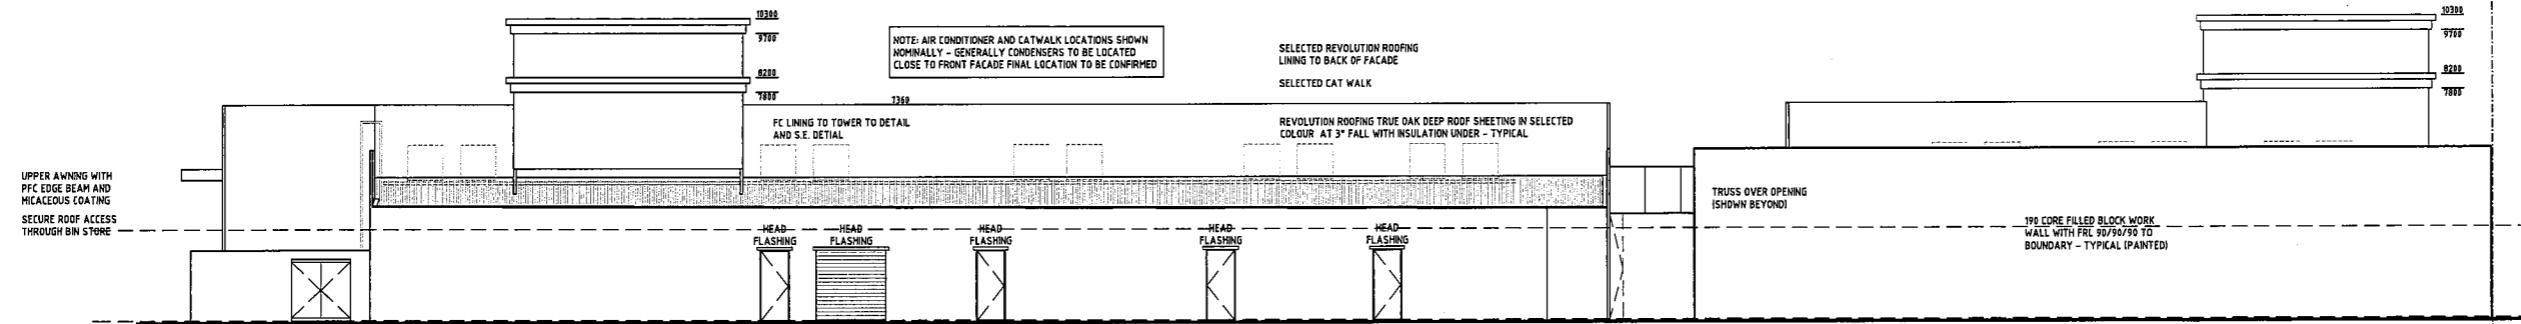 10300
9700
8200
7800
7360
NOTE: AIR CONDITIONER AND CATWALK LOCATIONS SHOWN
NOMINALLY - GENERALLY CONDENSERS TO BE LOCATED
CLOSE TO FRONT FACADE FINAL LOCATION TO BE CONFIRMED
SELECTED REVOLUTION ROOFING
LINING TO BACK OF FACADE
SELECTED CAT WALK
10300
9700
8200
7800
FC LINING TO TOWER TO DETAIL
AND S.E. DETIAL
REVOLUTION ROOFING TRUE OAK DEEP ROOF SHEETING IN SELECTED
COLOUR AT 3° FALL WITH INSULATION UNDER - TYPICAL
UPPER AWNING WITH
PFC EDGE BEAM AND
MICACEOUS COATING
SECURE ROOF ACCESS
THROUGH BIN STORE
HEAD
FLASHING
HEAD
FLASHING
HEAD
FLASHING
HEAD
FLASHING
HEAD
FLASHING
TRUSS OVER OPENING
(SHOWN BEYOND)
190 CORE FILLED BLOCK WORK
WALL WITH FRL 90/90/90 TO
BOUNDARY - TYPICAL (PAINTED)